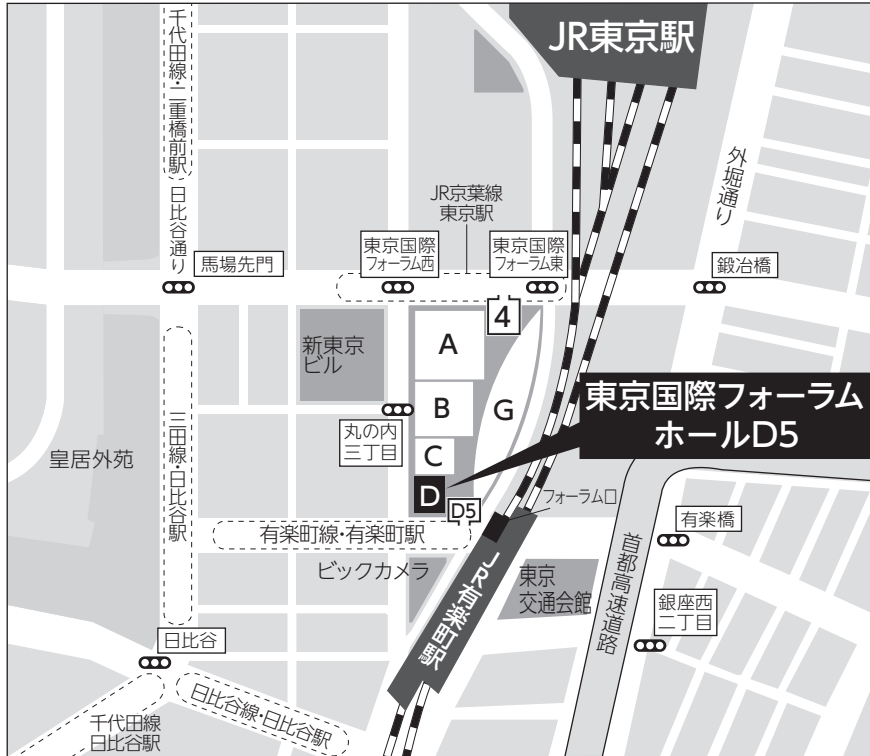 JR東京駅
千代田線・二重橋前駅
日比谷通り
外堀通り
JR京葉線
東京駅
馬場先門
東京国際
フォーラム西
東京国際
フォーラム東
鍛冶橋
4
A
新東京
ビル
B
G
東京国際フォーラム
ホールD5
丸の内
三丁目
C
皇居外苑
三田線・日比谷駅
D
D5
フォーラム口
有楽町線・有楽町駅
有楽橋
ビックカメラ
JR有楽町駅
東京
交通会館
首都高速道路
銀座西
二丁目
日比谷
日比谷線・日比谷駅
千代田線
日比谷駅